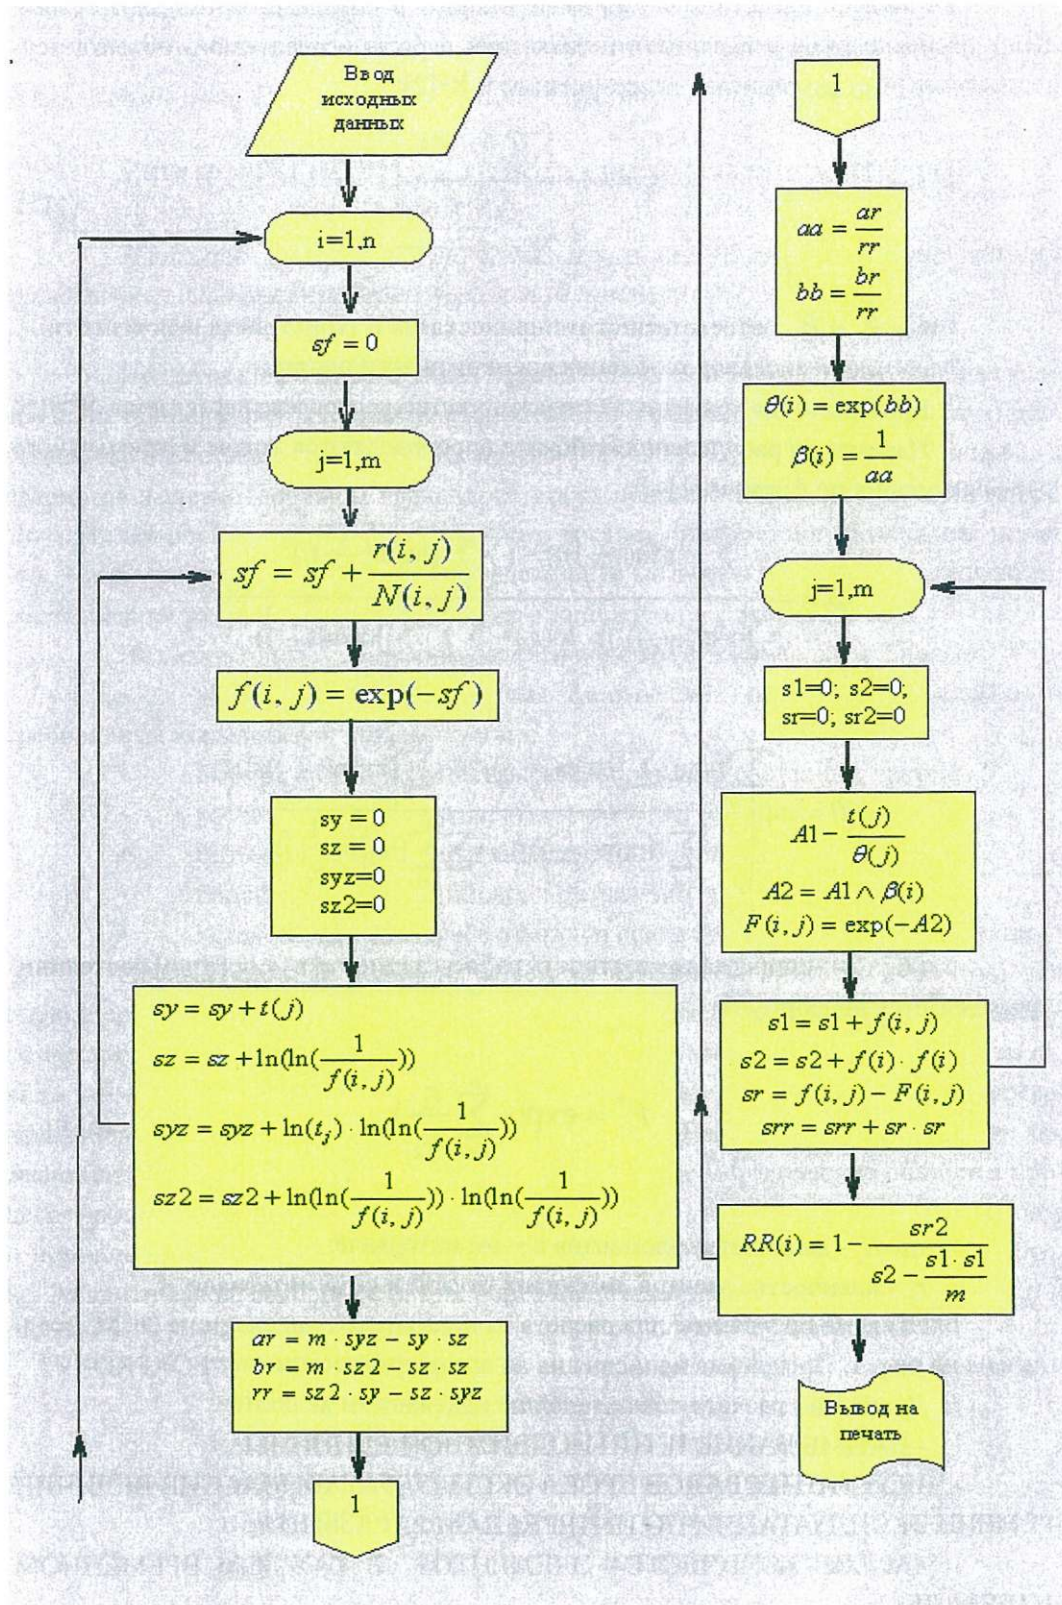 Ввод
исходных
данных
i=1,n
sf = 0
j=1,m
sf = sf + r(i, j) / N(i, j)
f(i, j) = exp(-sf)
sy = 0
sz = 0
syz=0
sz2=0
sy = sy + t(j)
sz = sz + ln(ln(1 / f(i, j)))
syz = syz + ln(t_j) · ln(ln(1 / f(i, j)))
sz2 = sz2 + ln(ln(1 / f(i, j))) · ln(ln(1 / f(i, j)))
ar = m · syz − sy · sz
br = m · sz2 − sz · sz
rr = sz2 · sy − sz · syz
1
1
aa = ar / rr
bb = br / rr
θ(i) = exp(bb)
β(i) = 1 / aa
j=1,m
s1=0; s2=0;
sr=0; sr2=0
A1 − t(j) / θ(j)
A2 = A1 ∧ β(i)
F(i, j) = exp(−A2)
s1 = s1 + f(i, j)
s2 = s2 + f(i) · f(i)
sr = f(i, j) − F(i, j)
srr = srr + sr · sr
RR(i) = 1 − sr2 / (s2 − s1 · s1 / m)
Вывод на
печать